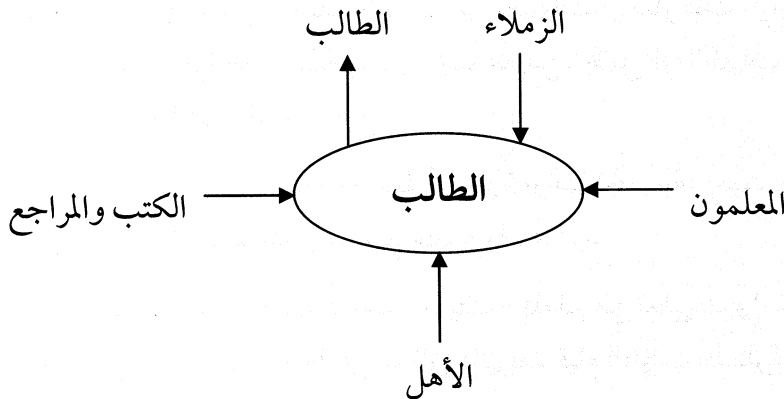 الزملاء
الطالب
المعلمون
الطالب
الكتب والمراجع
الأهل